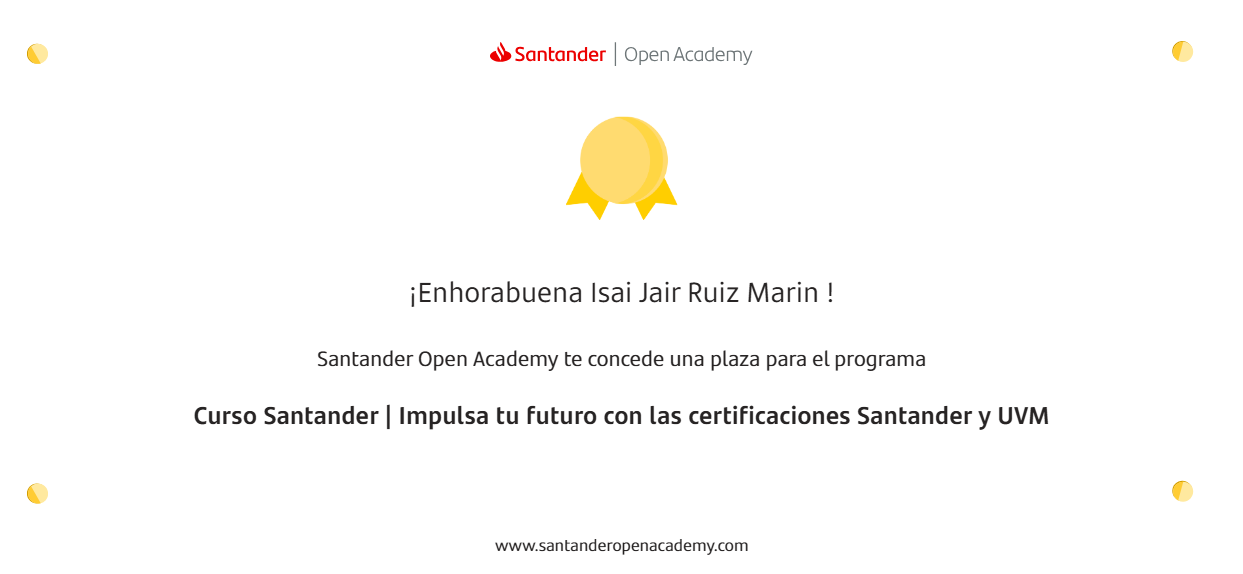 Santander | Open Academy
¡Enhorabuena Isai Jair Ruiz Marin !
Santander Open Academy te concede una plaza para el programa
Curso Santander | Impulsa tu futuro con las certificaciones Santander y UVM
www.santanderopenacademy.com